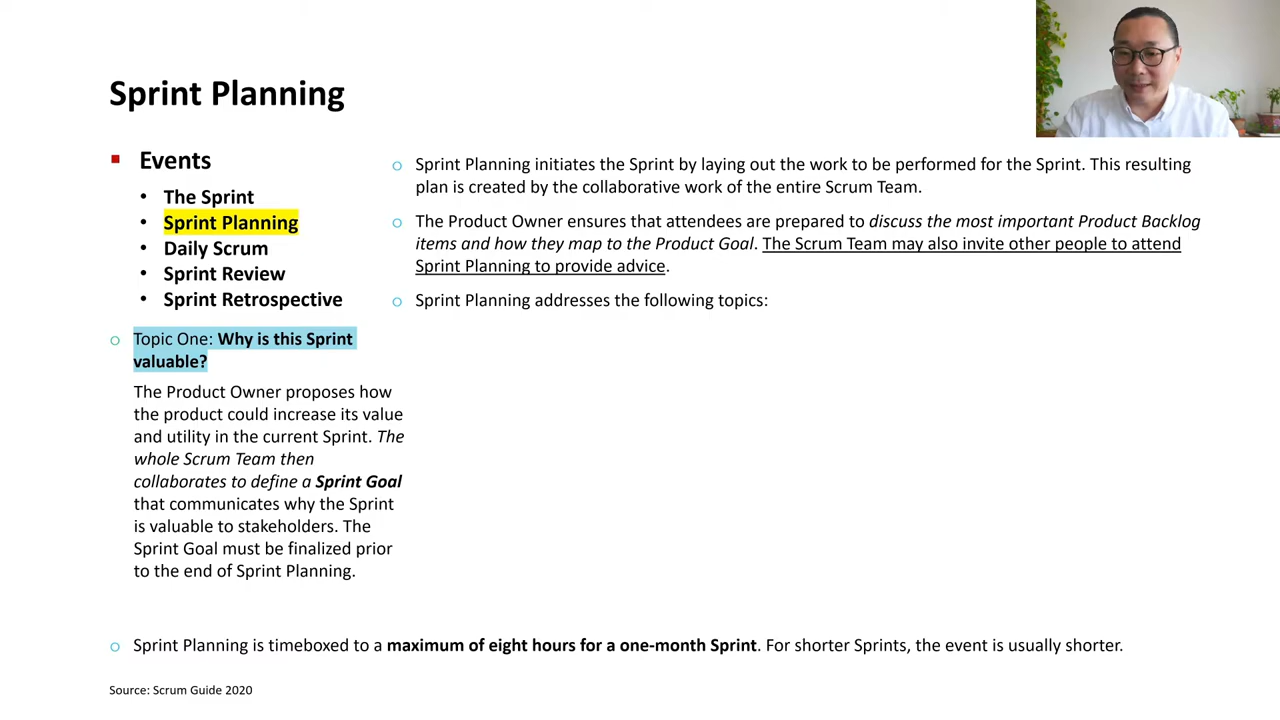 Sprint Planning
Events
The Sprint
Sprint Planning
Daily Scrum
Sprint Review
Sprint Retrospective
Sprint Planning initiates the Sprint by laying out the work to be performed for the Sprint. This resulting
plan is created by the collaborative work of the entire Scrum Team.
The Product Owner ensures that attendees are prepared to discuss the most important Product Backlog
items and how they map to the Product Goal. The Scrum Team may also invite other people to attend
Sprint Planning to provide advice.
Sprint Planning addresses the following topics:
Topic One: Why is this Sprint
valuable?
The Product Owner proposes how
the product could increase its value
and utility in the current Sprint. The
whole Scrum Team then
collaborates to define a Sprint Goal
that communicates why the Sprint
is valuable to stakeholders. The
Sprint Goal must be finalized prior
to the end of Sprint Planning.
Sprint Planning is timeboxed to a maximum of eight hours for a one-month Sprint. For shorter Sprints, the event is usually shorter.
Source: Scrum Guide 2020